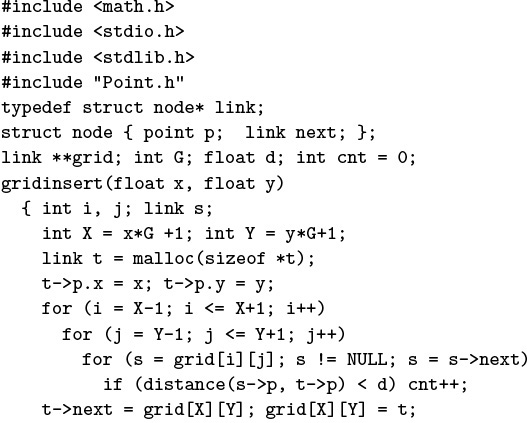 #include <math.h>
#include <stdio.h>
#include <stdlib.h>
#include "Point.h"
typedef struct node* link;
struct node { point p;  link next; };
link **grid; int G; float d; int cnt = 0;
gridinsert(float x, float y)
  { int i, j; link s;
    int X = x*G +1; int Y = y*G+1;
    link t = malloc(sizeof *t);
    t->p.x = x; t->p.y = y;
    for (i = X-1; i <= X+1; i++)
      for (j = Y-1; j <= Y+1; j++)
        for (s = grid[i][j]; s != NULL; s = s->next)
          if (distance(s->p, t->p) < d) cnt++;
    t->next = grid[X][Y]; grid[X][Y] = t;